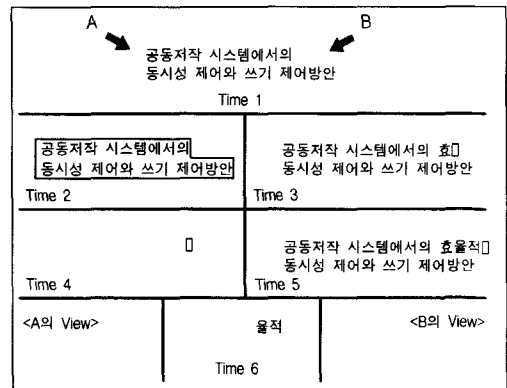 A B
공동저작 시스템에서의
동시성 제어와 쓰기 제어방안
Time 1
공동저작 시스템에서의
동시성 제어와 쓰기 제어방안
Time 2
공동저작 시스템에서의 효
동시성 제어와 쓰기 제어방안
Time 3
Time 4
공동저작 시스템에서의 효율적
동시성 제어와 쓰기 제어방안
Time 5
<A의 View>
율적
Time 6
<B의 View>